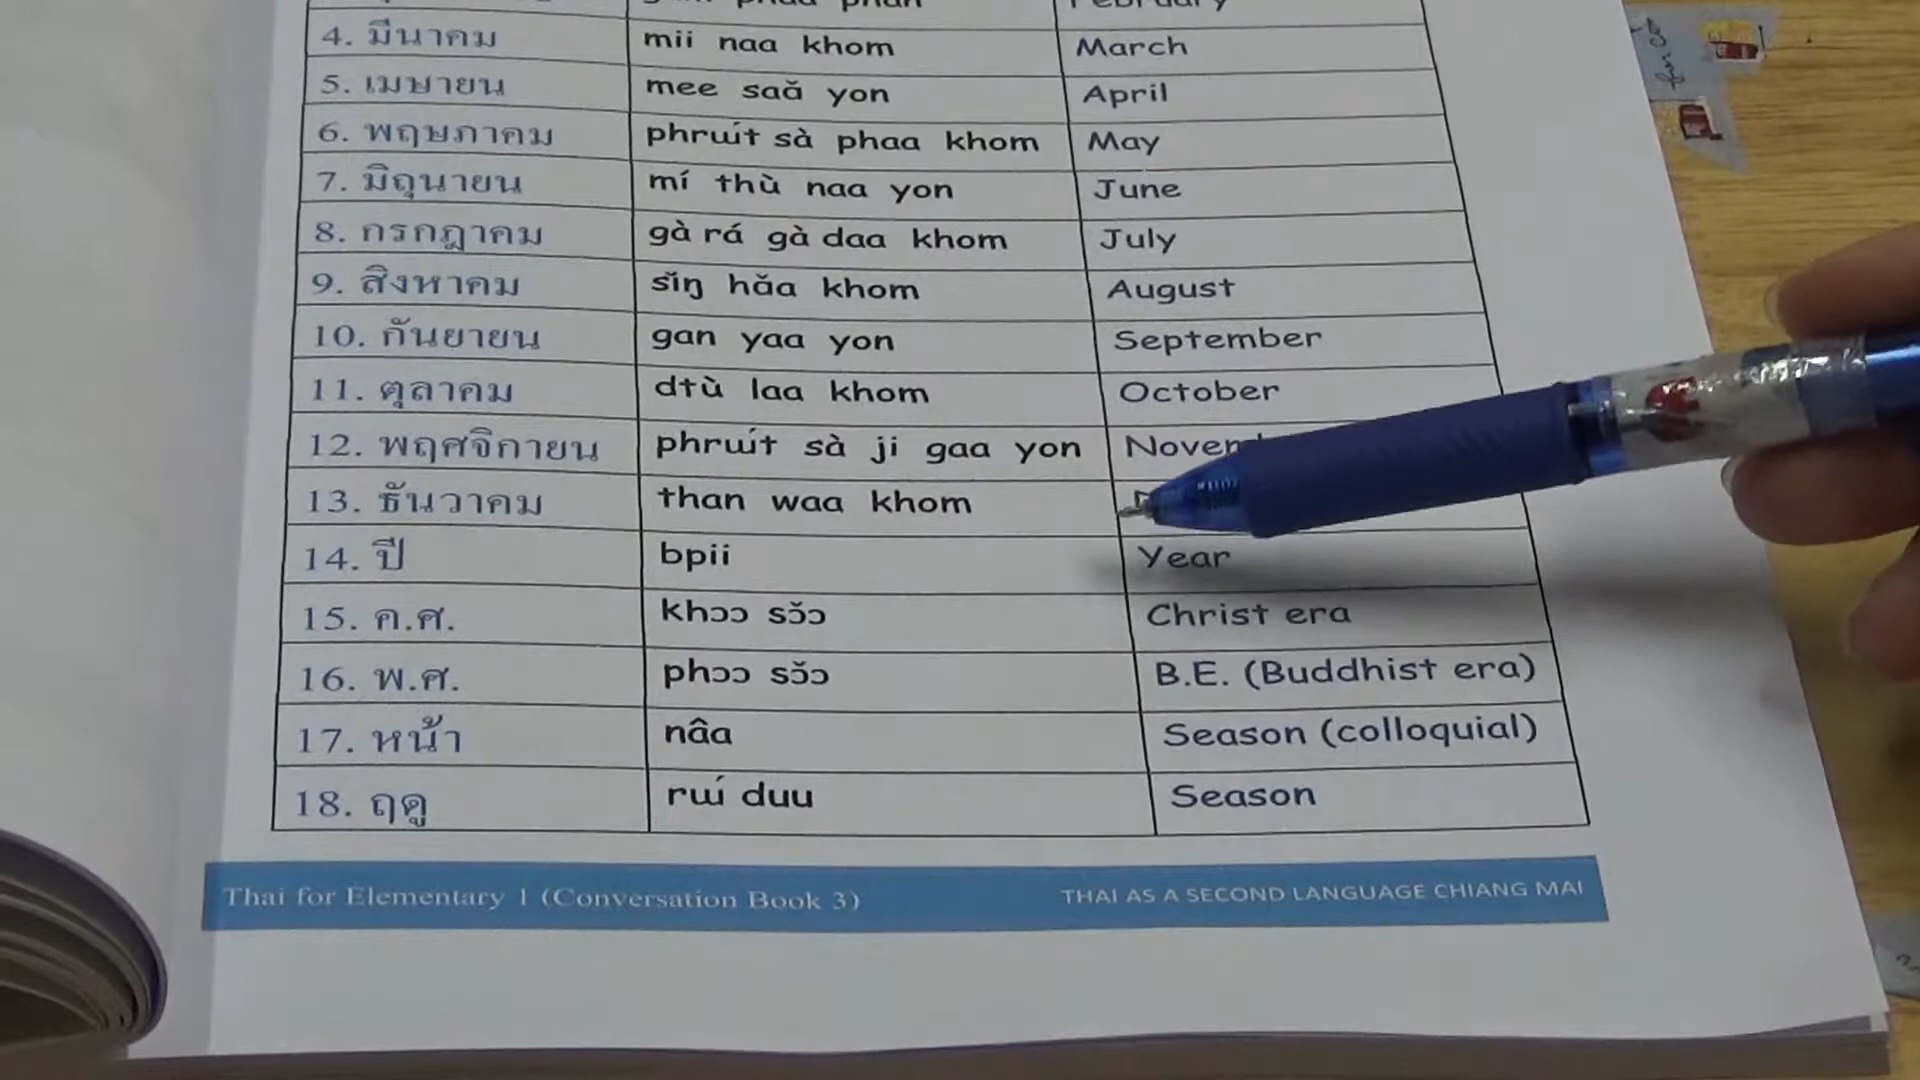 February
4. มีนาคม mii naa khom March
5. เมษายน mee saǎ yon April
6. พฤษภาคม phrɯ́t sà phaa khom May
7. มิถุนายน mí thù naa yon June
8. กรกฎาคม gà rá gà daa khom July
9. สิงหาคม sǐŋ hǎa khom August
10. กันยายน gan yaa yon September
11. ตุลาคม dtù laa khom October
12. พฤศจิกายน phrɯ́t sà ji gaa yon Novem
13. ธันวาคม than waa khom
14. ปี bpii Year
15. ค.ศ. khɔɔ sɔ̌ɔ Christ era
16. พ.ศ. phɔɔ sɔ̌ɔ B.E. (Buddhist era)
17. หน้า nâa Season (colloquial)
18. ฤดู rɯ́ duu Season
Thai for Elementary 1 (Conversation Book 3) THAI AS A SECOND LANGUAGE CHIANG MAI